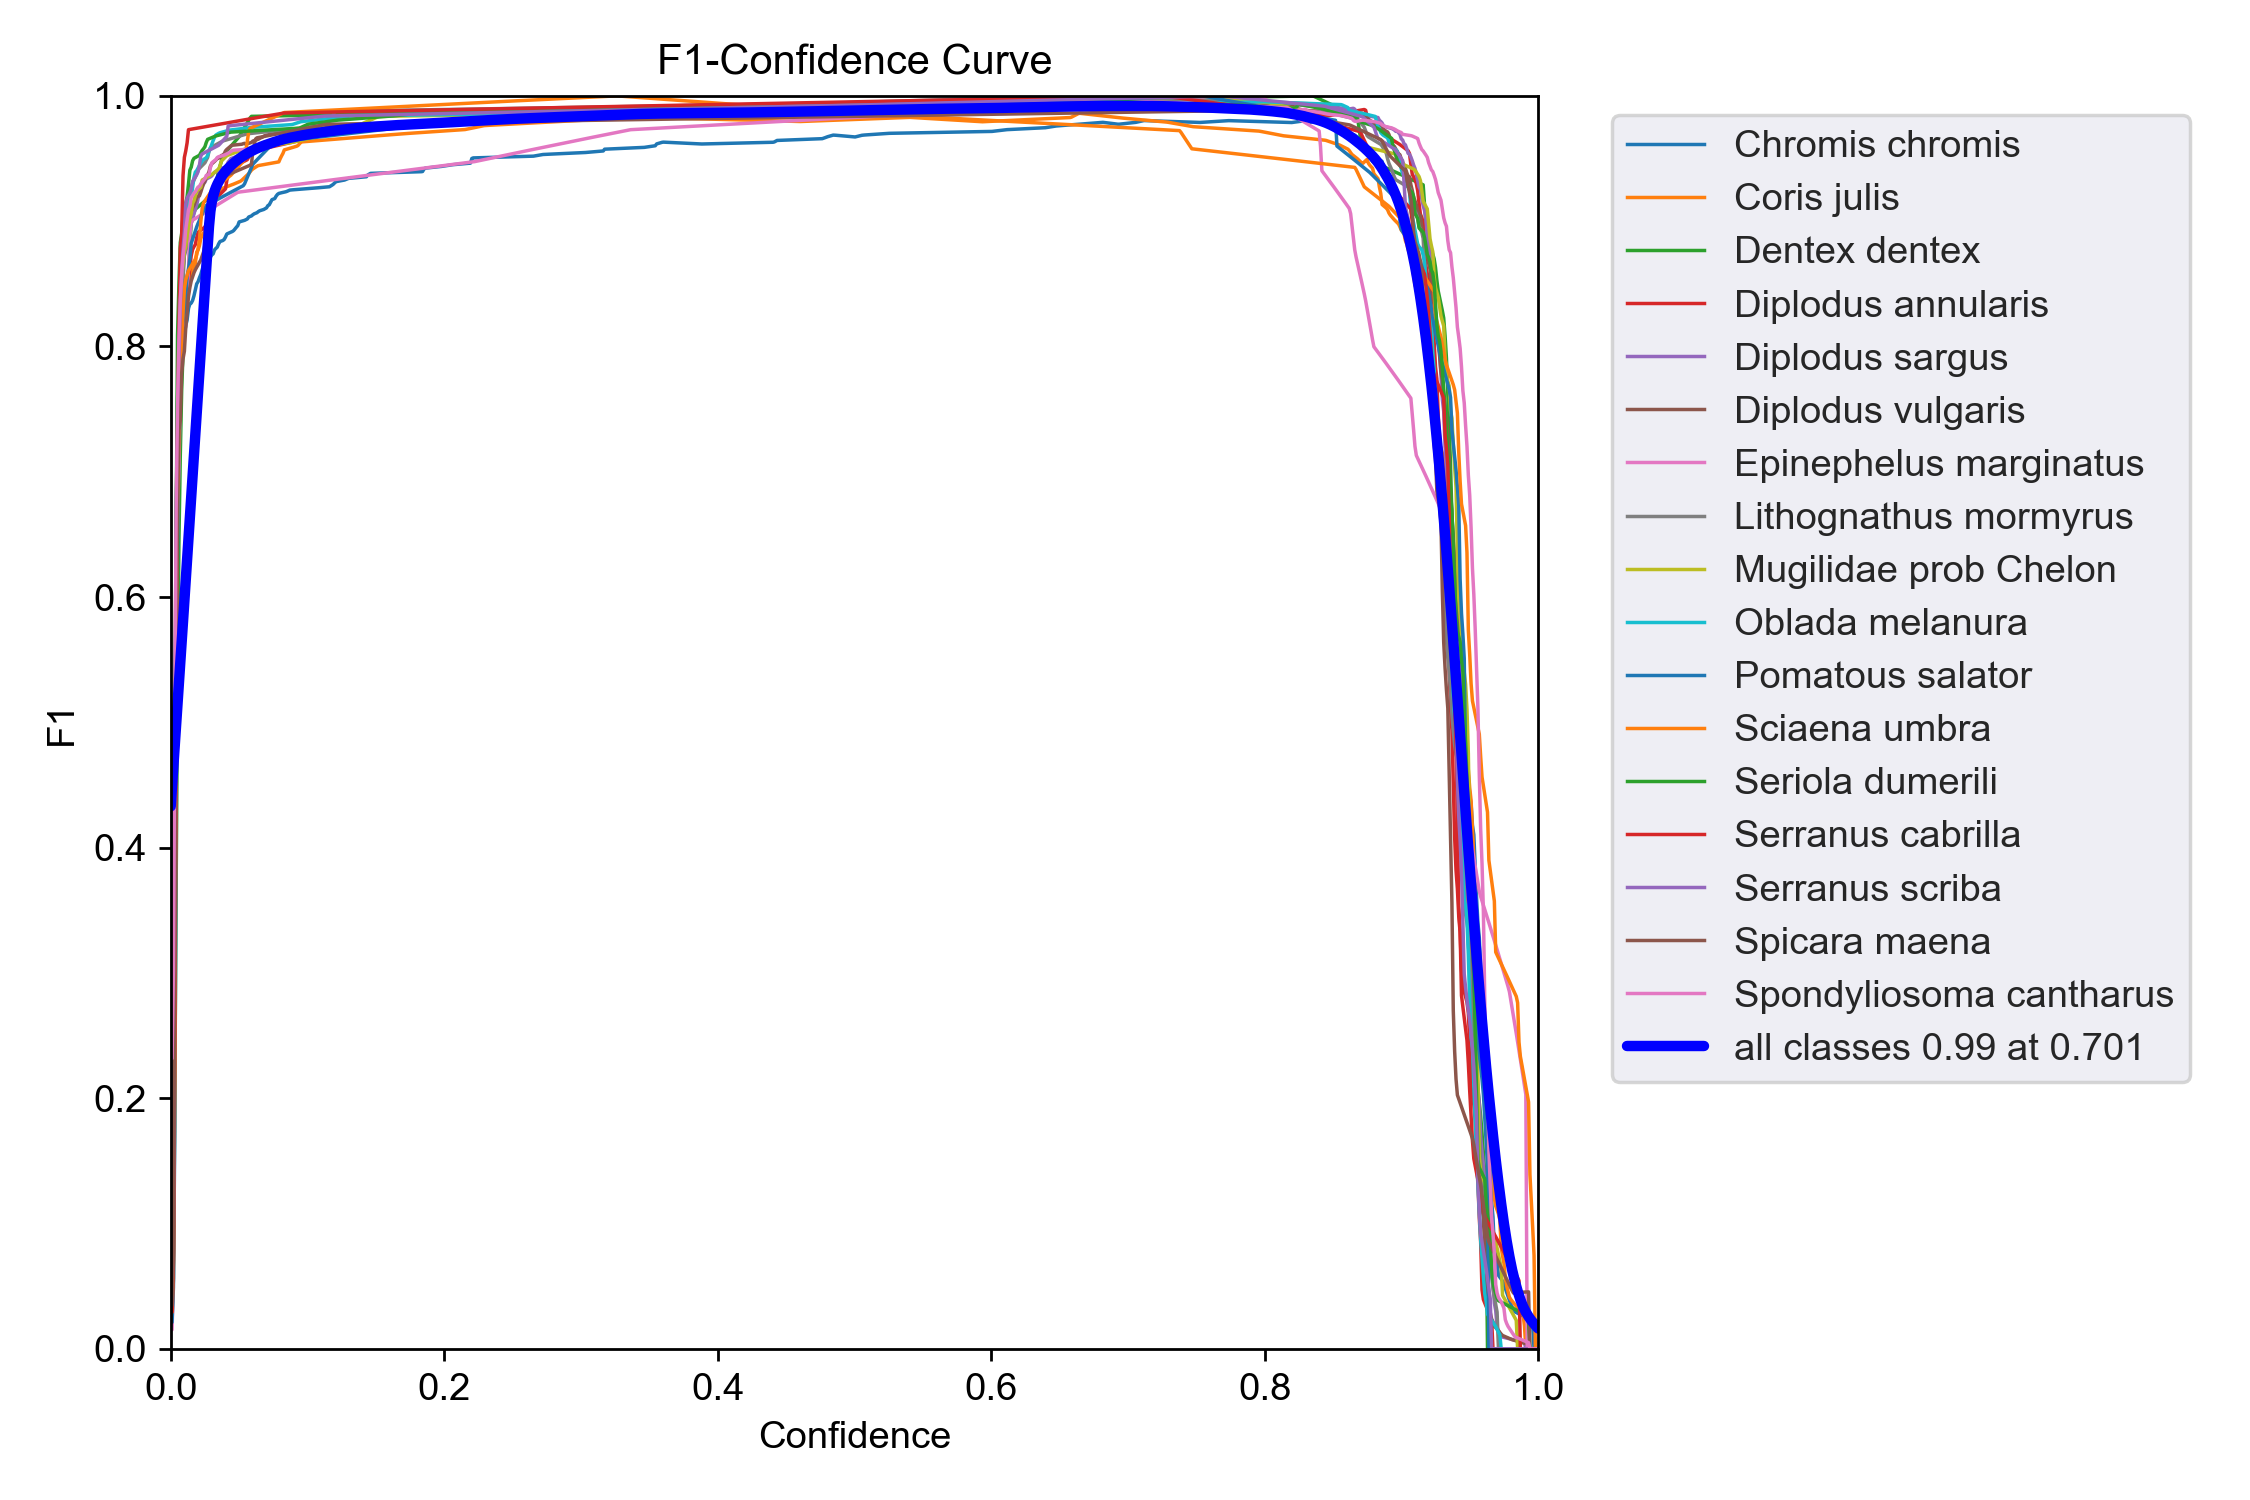 F1-Confidence Curve
1.0
0.8
0.6
0.4
0.2
0.0
F1
0.0 0.2 0.4 0.6 0.8 1.0
Confidence
Chromis chromis
Coris julis
Dentex dentex
Diplodus annularis
Diplodus sargus
Diplodus vulgaris
Epinephelus marginatus
Lithognathus mormyrus
Mugilidae prob Chelon
Oblada melanura
Pomatous salator
Sciaena umbra
Seriola dumerili
Serranus cabrilla
Serranus scriba
Spicara maena
Spondyliosoma cantharus
all classes 0.99 at 0.701